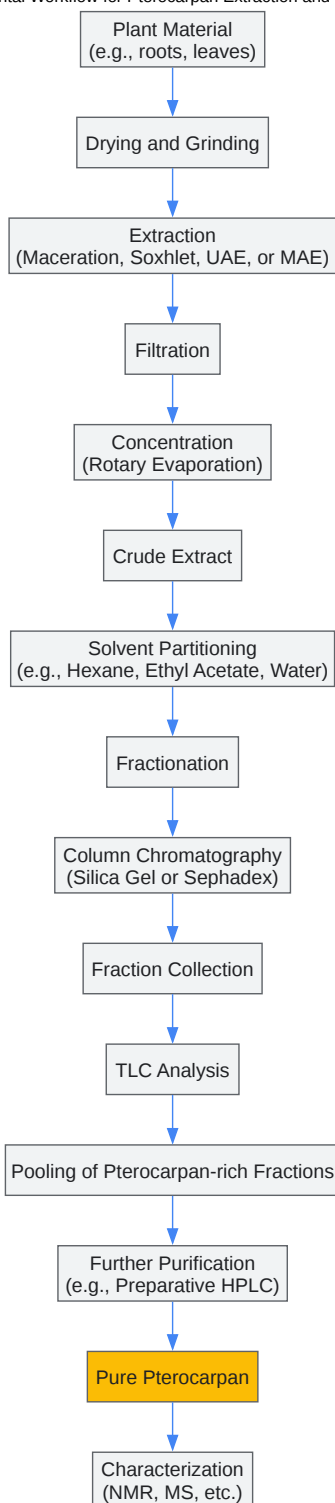 ntal Workflow for Pterocarpan Extraction and
Plant Material
(e.g., roots, leaves)
Drying and Grinding
Extraction
(Maceration, Soxhlet, UAE, or MAE)
Filtration
Concentration
(Rotary Evaporation)
Crude Extract
Solvent Partitioning
(e.g., Hexane, Ethyl Acetate, Water)
Fractionation
Column Chromatography
(Silica Gel or Sephadex)
Fraction Collection
TLC Analysis
Pooling of Pterocarpan-rich Fractions
Further Purification
(e.g., Preparative HPLC)
Pure Pterocarpan
Characterization
(NMR, MS, etc.)